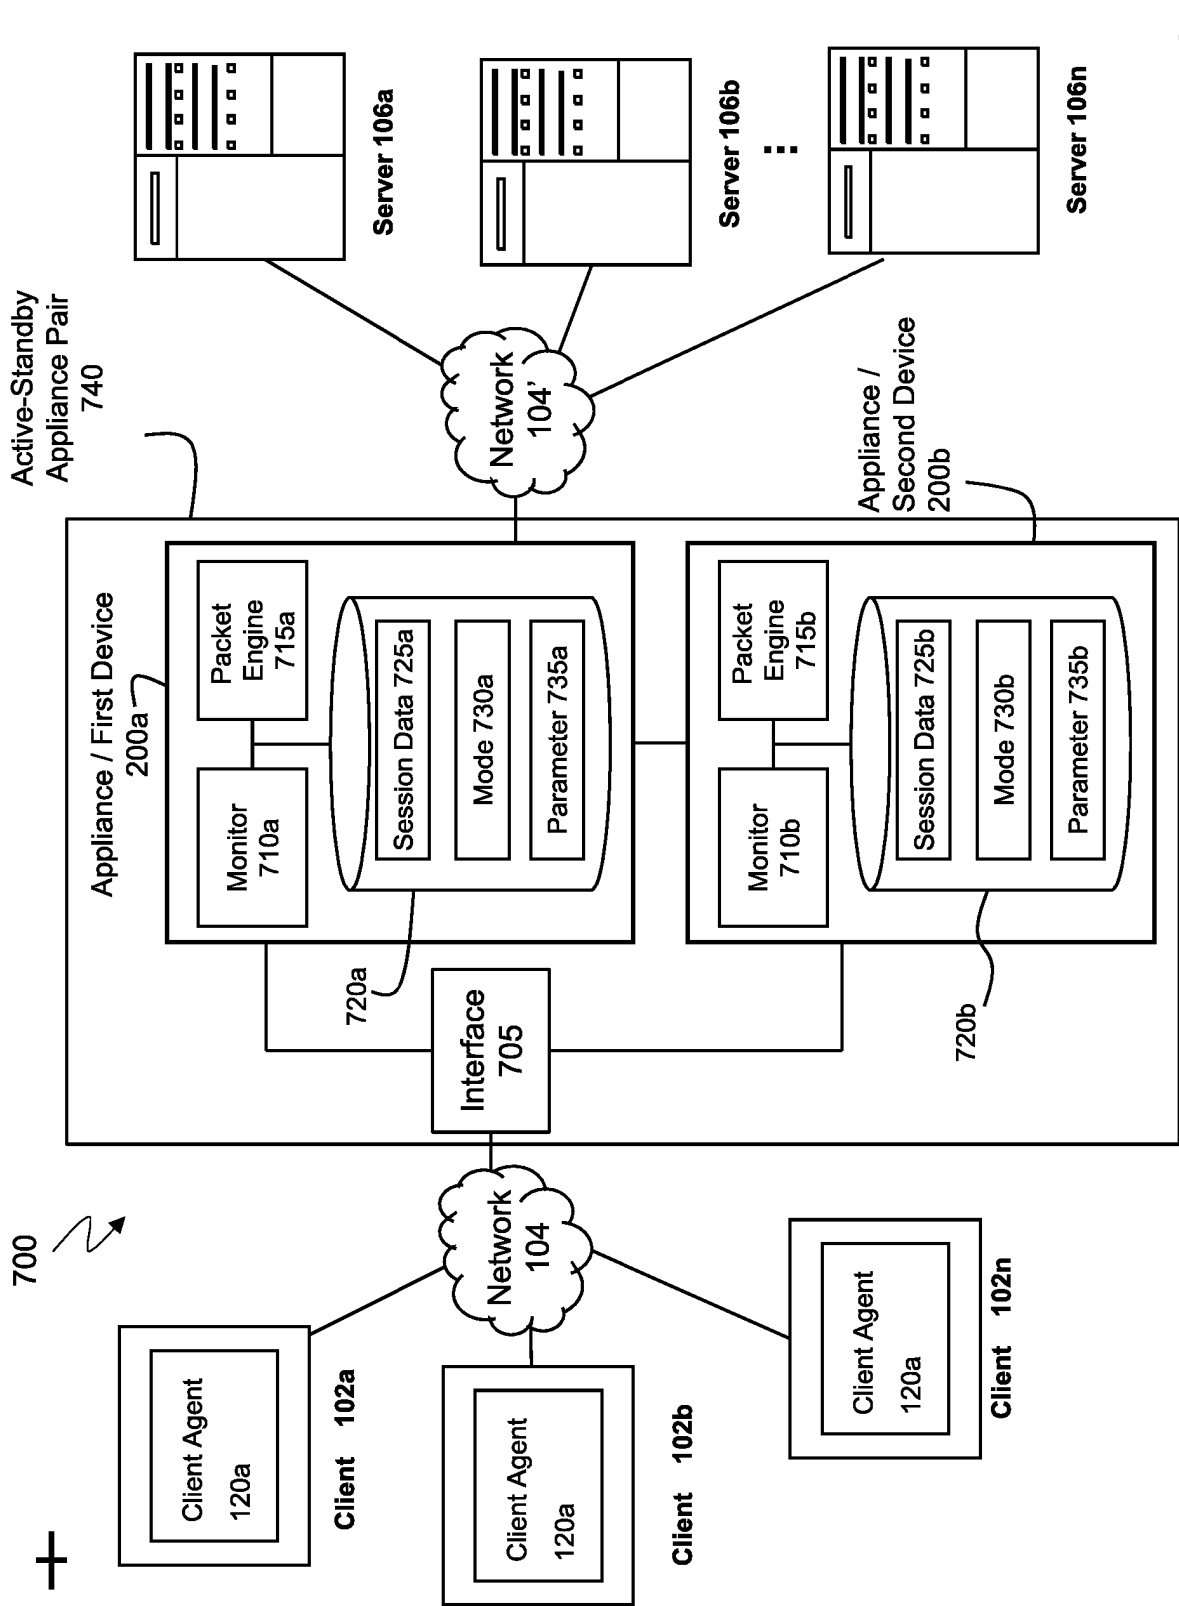 700
Client 102a
Client Agent
120a
Client 102b
Client Agent
120a
Client 102n
Client Agent
120a
Network
104
Active-Standby
Appliance Pair
740
Interface
705
Appliance / First Device
200a
Monitor
710a
Packet
Engine
715a
720a
Session Data 725a
Mode 730a
Parameter 735a
Appliance /
Second Device
200b
Monitor
710b
Packet
Engine
715b
720b
Session Data 725b
Mode 730b
Parameter 735b
Network
104'
Server 106a
Server 106b
...
Server 106n